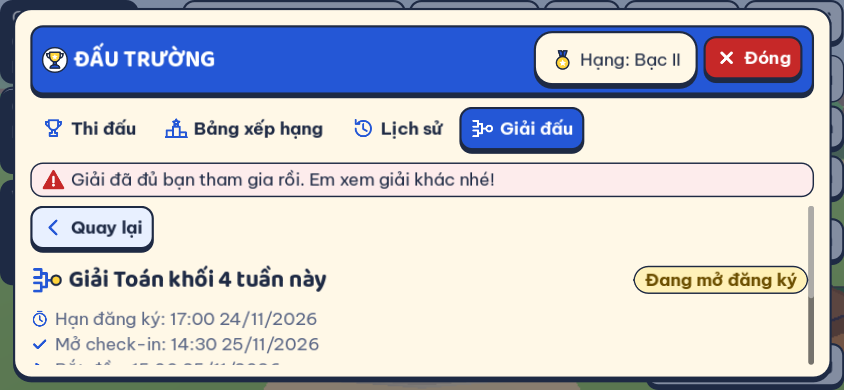 ĐẤU TRƯỜNG
Hạng: Bạc II
Đóng
Thi đấu
Bảng xếp hạng
Lịch sử
Giải đấu
Giải đã đủ bạn tham gia rồi. Em xem giải khác nhé!
Quay lại
Giải Toán khối 4 tuần này
Đang mở đăng ký
Hạn đăng ký: 17:00 24/11/2026
Mở check-in: 14:30 25/11/2026